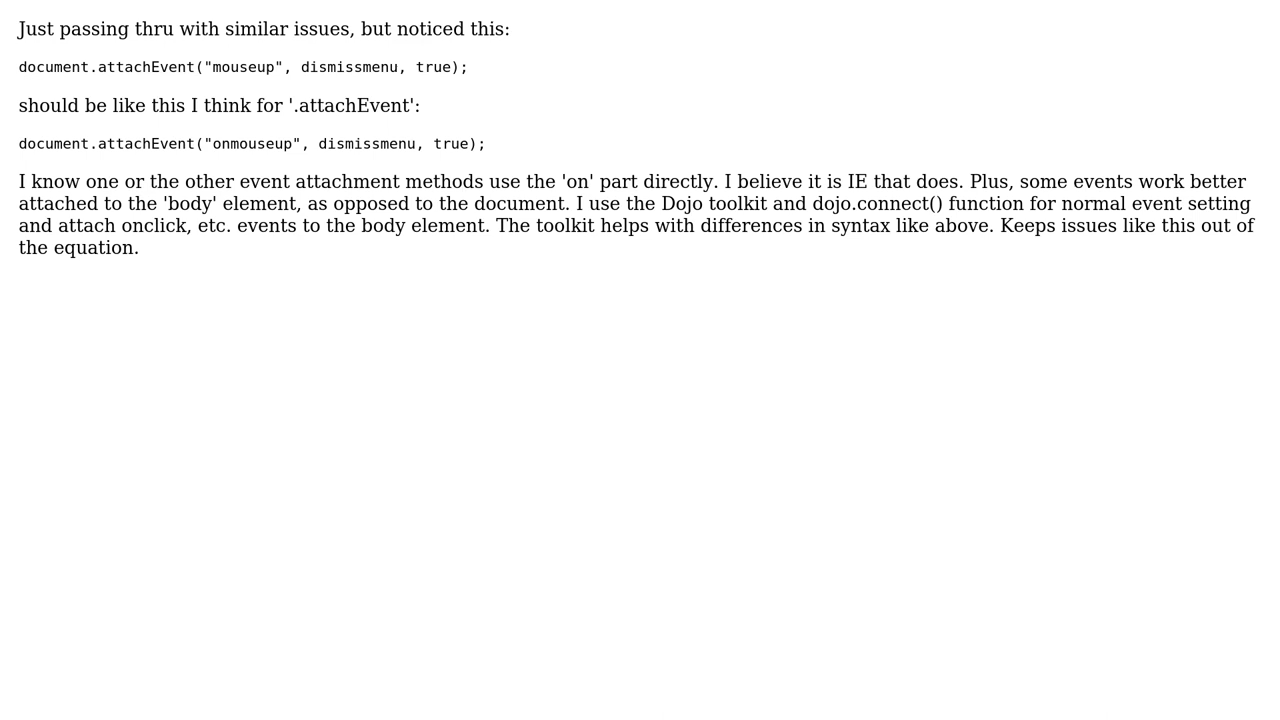 Just passing thru with similar issues, but noticed this:
document.attachEvent("mouseup", dismissmenu, true);
should be like this I think for '.attachEvent':
document.attachEvent("onmouseup", dismissmenu, true);
I know one or the other event attachment methods use the 'on' part directly. I believe it is IE that does. Plus, some events work better
attached to the 'body' element, as opposed to the document. I use the Dojo toolkit and dojo.connect() function for normal event setting
and attach onclick, etc. events to the body element. The toolkit helps with differences in syntax like above. Keeps issues like this out of
the equation.